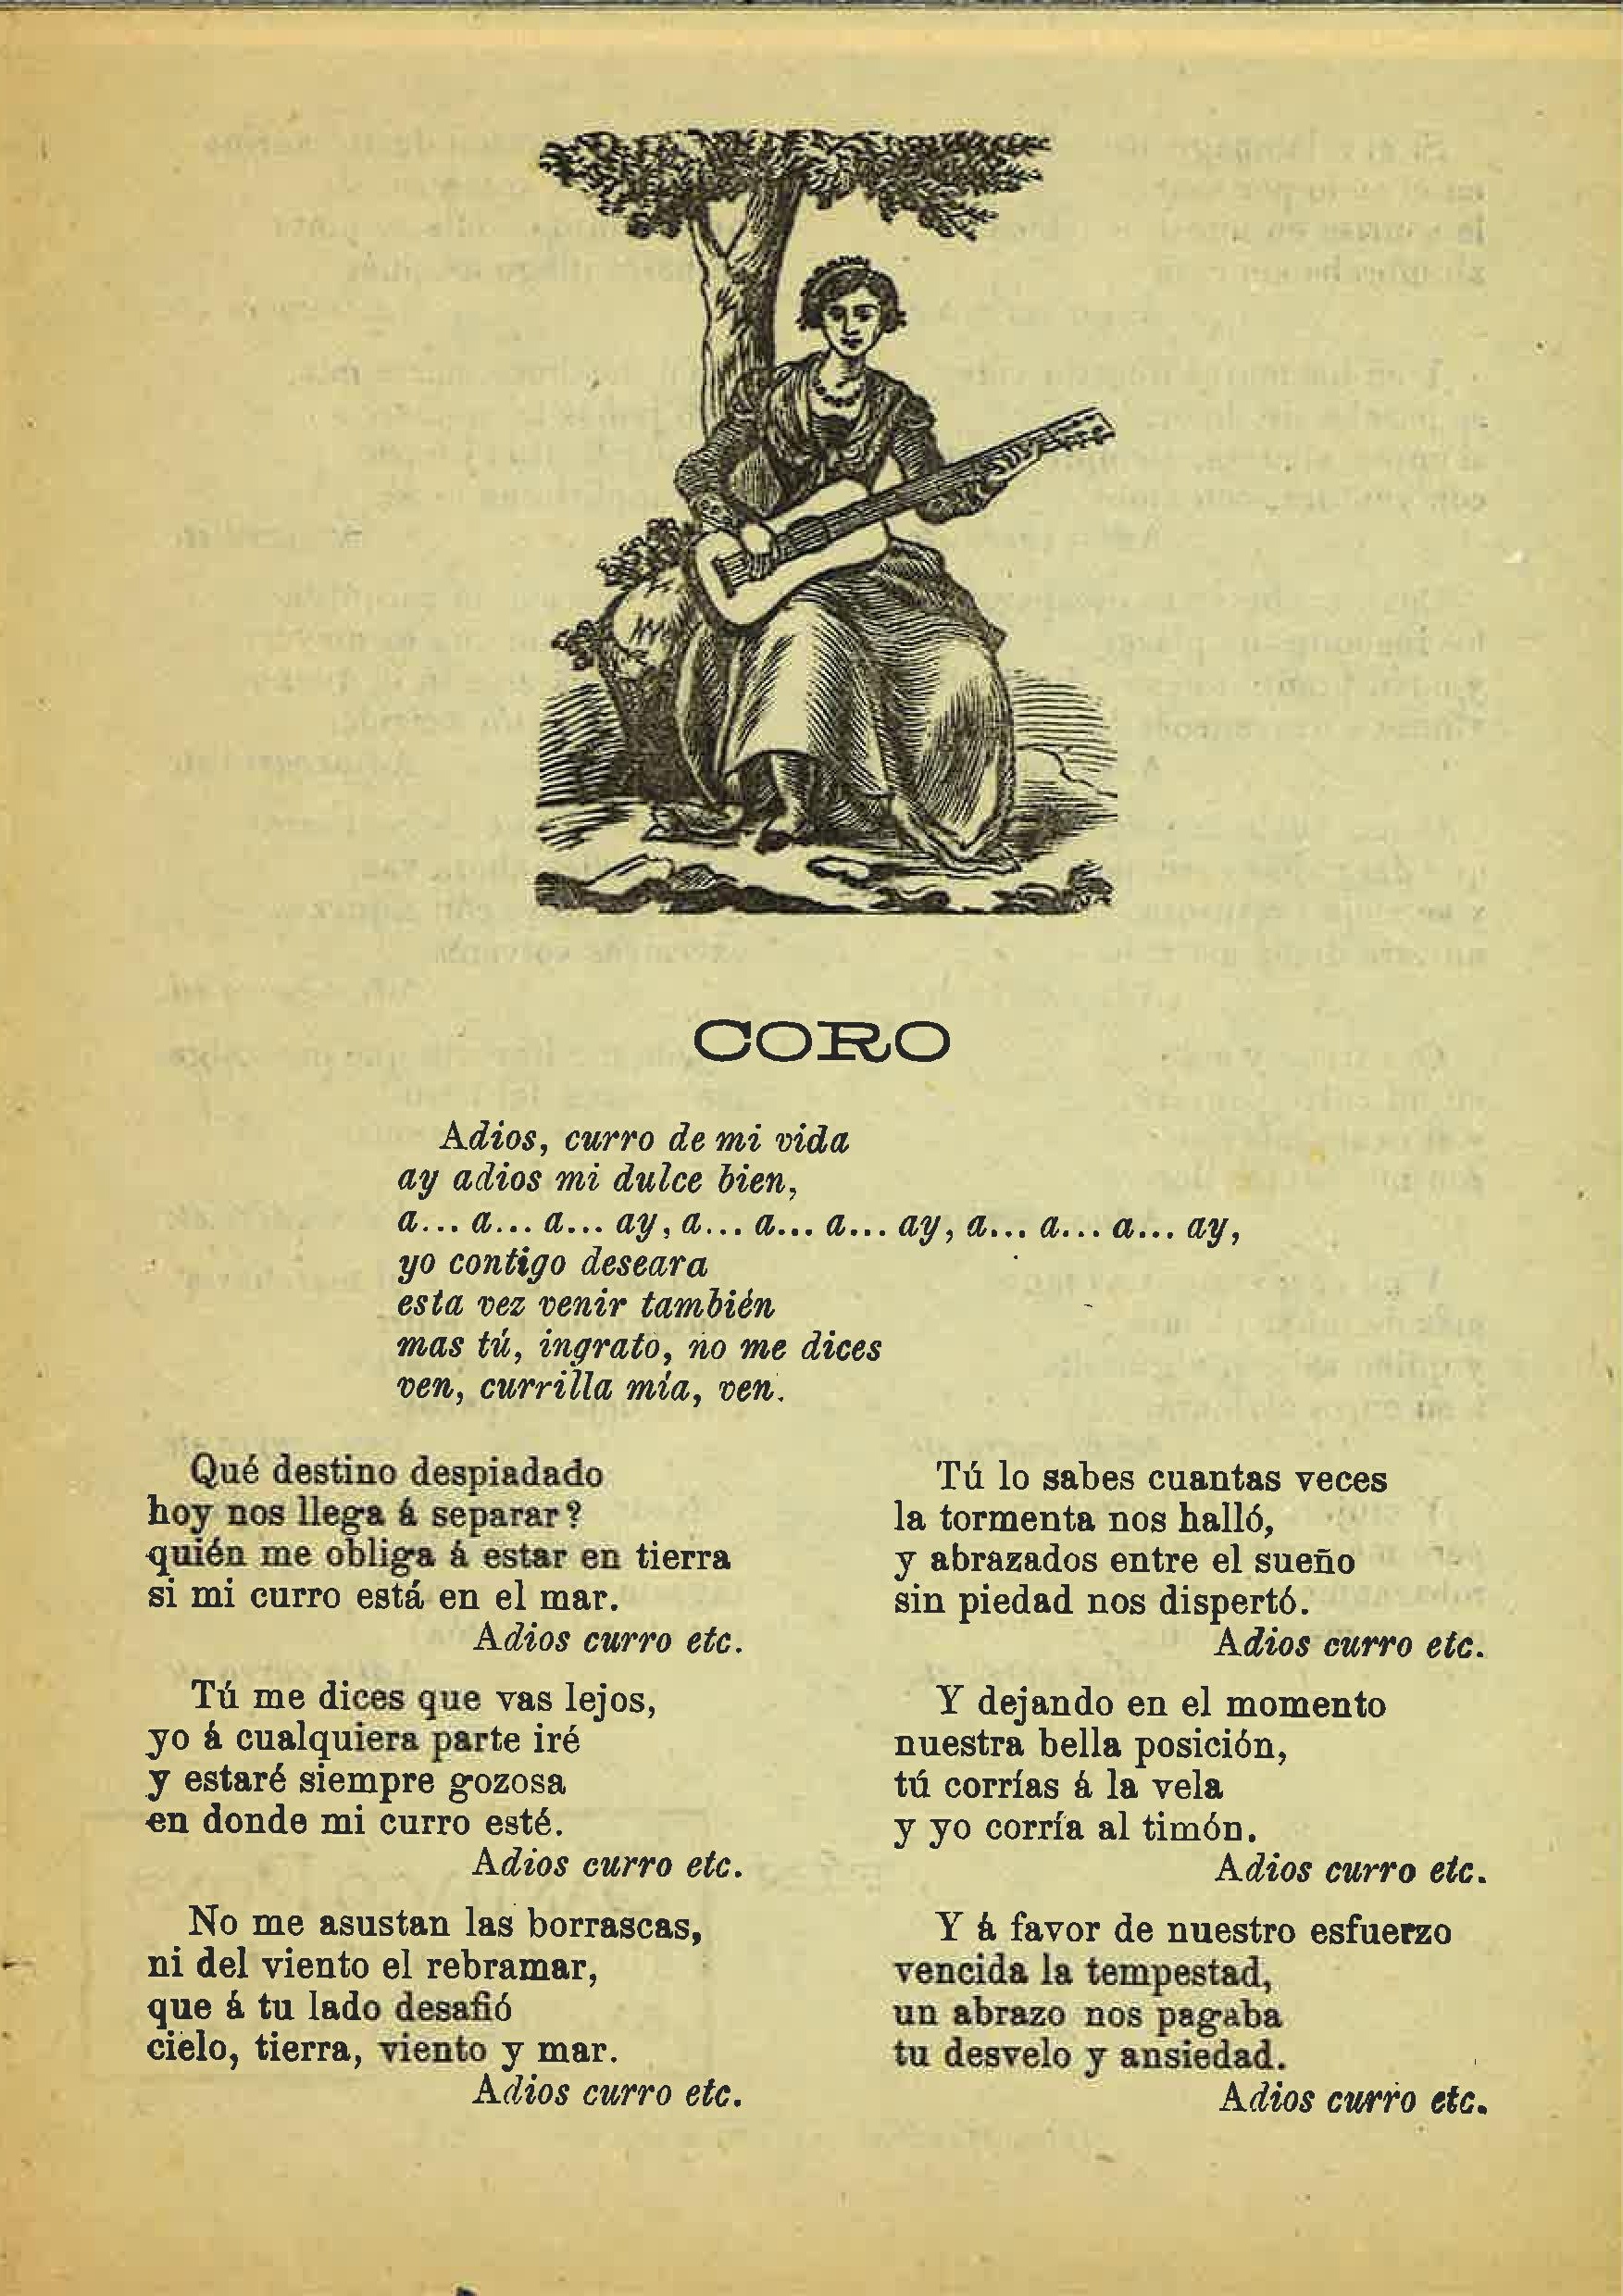 CORO
Adios, curro de mi vida
ay adios mi dulce bien,
a... a... a... ay, a... a... a... ay, a... a... a... ay,
yo contigo deseara
esta vez venir también
mas tú, ingrato, no me dices
ven, currilla mía, ven.
Qué destino despiadado
hoy nos llega á separar?
quién me obliga á estar en tierra
si mi curro está en el mar.
Adios curro etc.
Tú me dices que vas lejos,
yo á cualquiera parte iré
y estaré siempre gozosa
en donde mi curro esté.
Adios curro etc.
No me asustan las borrascas,
ni del viento el rebramar,
que á tu lado desafió
cielo, tierra, viento y mar.
Adios curro etc.
Tú lo sabes cuantas veces
la tormenta nos halló,
y abrazados entre el sueño
sin piedad nos dispertó.
Adios curro etc.
Y dejando en el momento
nuestra bella posición,
tú corrías á la vela
y yo corría al timón.
Adios curro etc.
Y á favor de nuestro esfuerzo
vencida la tempestad,
un abrazo nos pagaba
tu desvelo y ansiedad.
Adios curro etc.